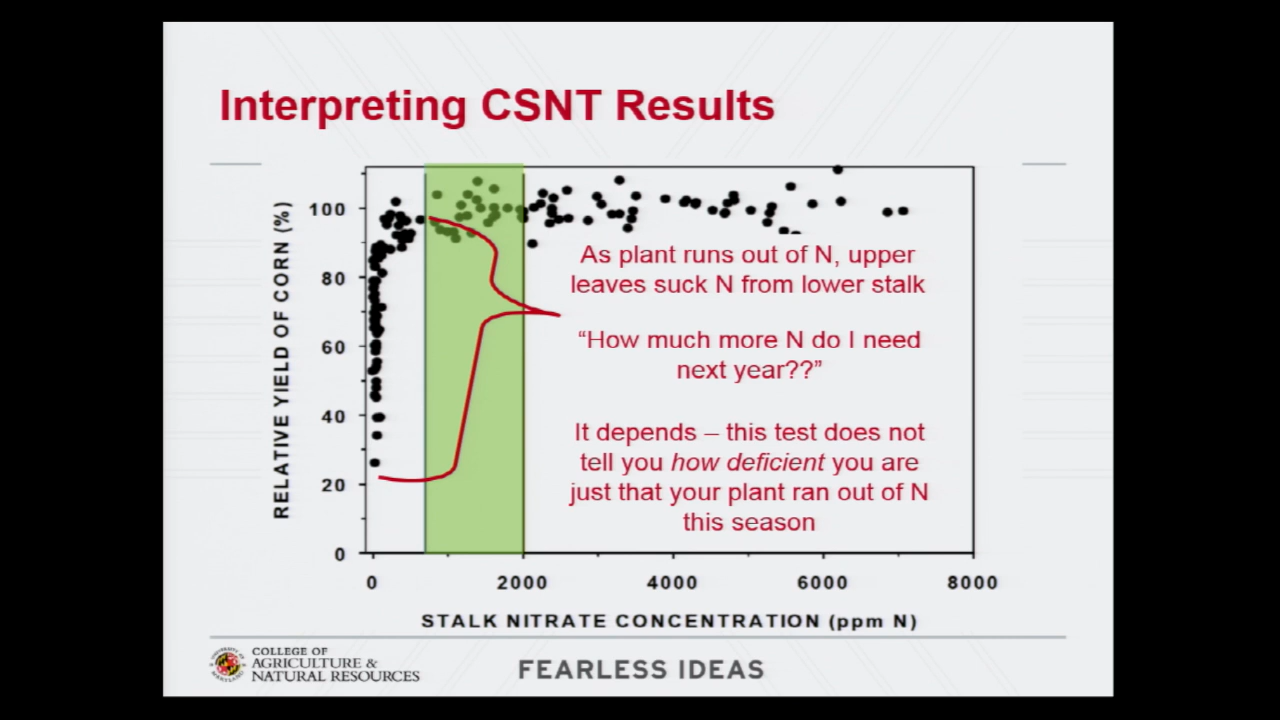 Interpreting CSNT Results
RELATIVE YIELD OF CORN (%)
100
80
60
40
20
0
As plant runs out of N, upper
leaves suck N from lower stalk
“How much more N do I need
next year??”
It depends – this test does not
tell you how deficient you are
just that your plant ran out of N
this season
0 2000 4000 6000 8000
STALK NITRATE CONCENTRATION (ppm N)
UNIVERSITY OF
MARYLAND
COLLEGE OF
AGRICULTURE &
NATURAL RESOURCES
FEARLESS IDEAS